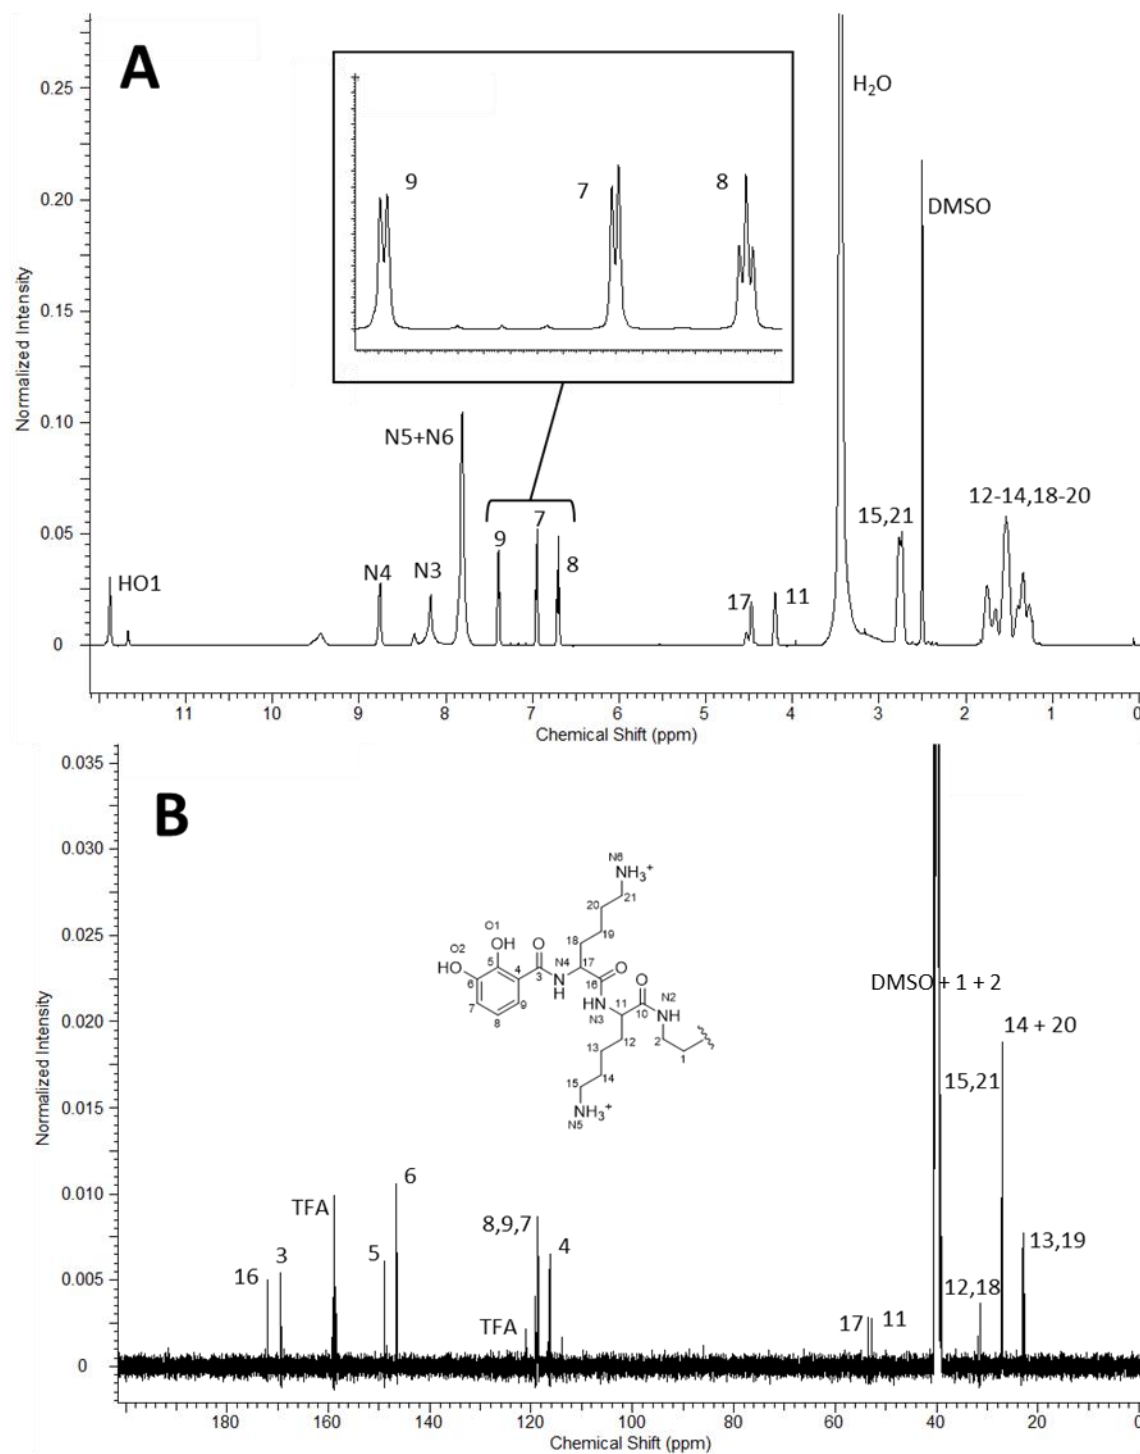 A
H₂O
0.25
9
7
8
0.20
DMSO
Normalized Intensity
0.15
0.10
N5+N6
12-14,18-20
15,21
0.05
9
7
8
HO1
N4
N3
17
11
0
11
10
9
8
7
6
5
4
3
2
1
0
Chemical Shift (ppm)
0.035
B
0.030
N6
NH₃⁺
21
0.025
20
O1
O2
OH
O
18
19
HO
5
4
N4
17
DMSO + 1 + 2
6
3
N
H
16
O
O
7
9
8
HN
11
N2
0.020
N3
10
NH
14 + 20
13
12
2
1
Normalized Intensity
15
14
0.015
NH₃⁺
N5
15,21
6
0.010
TFA
8,9,7
5
4
13,19
3
16
0.005
12,18
TFA
17
11
0
180
160
140
120
100
80
60
40
20
0
Chemical Shift (ppm)